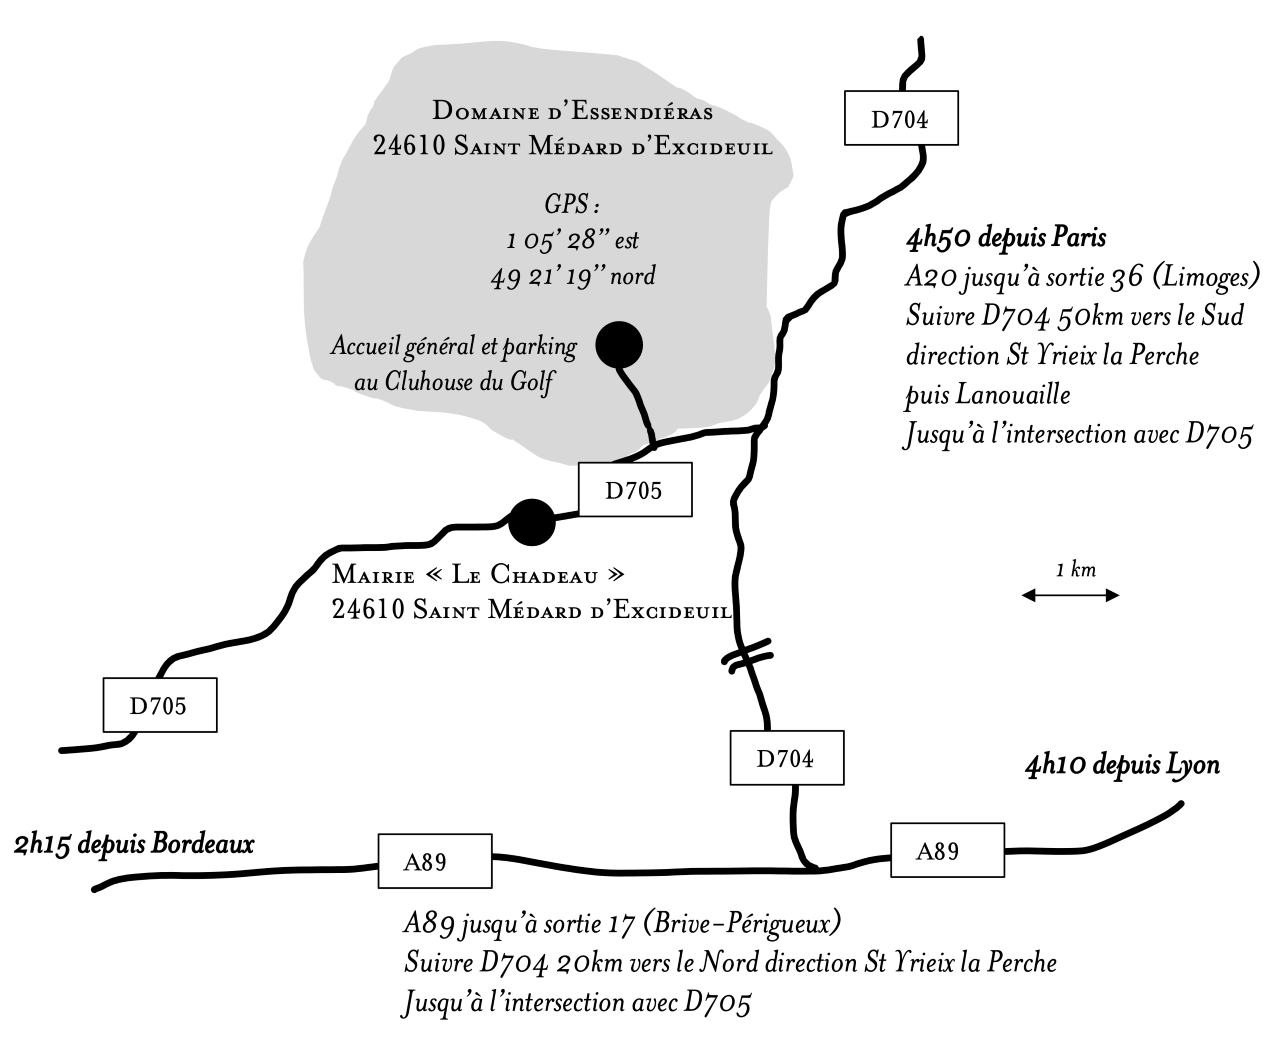 Domaine d’Essendiéras
24610 Saint Médard d’Excideuil
GPS :
1 05’ 28’’ est
49 21’ 19’’ nord
Accueil général et parking
au Cluhouse du Golf
D704
4h50 depuis Paris
A20 jusqu’à sortie 36 (Limoges)
Suivre D704 50km vers le Sud
direction St Yrieix la Perche
puis Lanouaille
Jusqu’à l’intersection avec D705
D705
Mairie « Le Chadeau »
24610 Saint Médard d’Excideuil
1 km
D705
D704
4h10 depuis Lyon
2h15 depuis Bordeaux
A89
A89
A89 jusqu’à sortie 17 (Brive-Périgueux)
Suivre D704 20km vers le Nord direction St Yrieix la Perche
Jusqu’à l’intersection avec D705